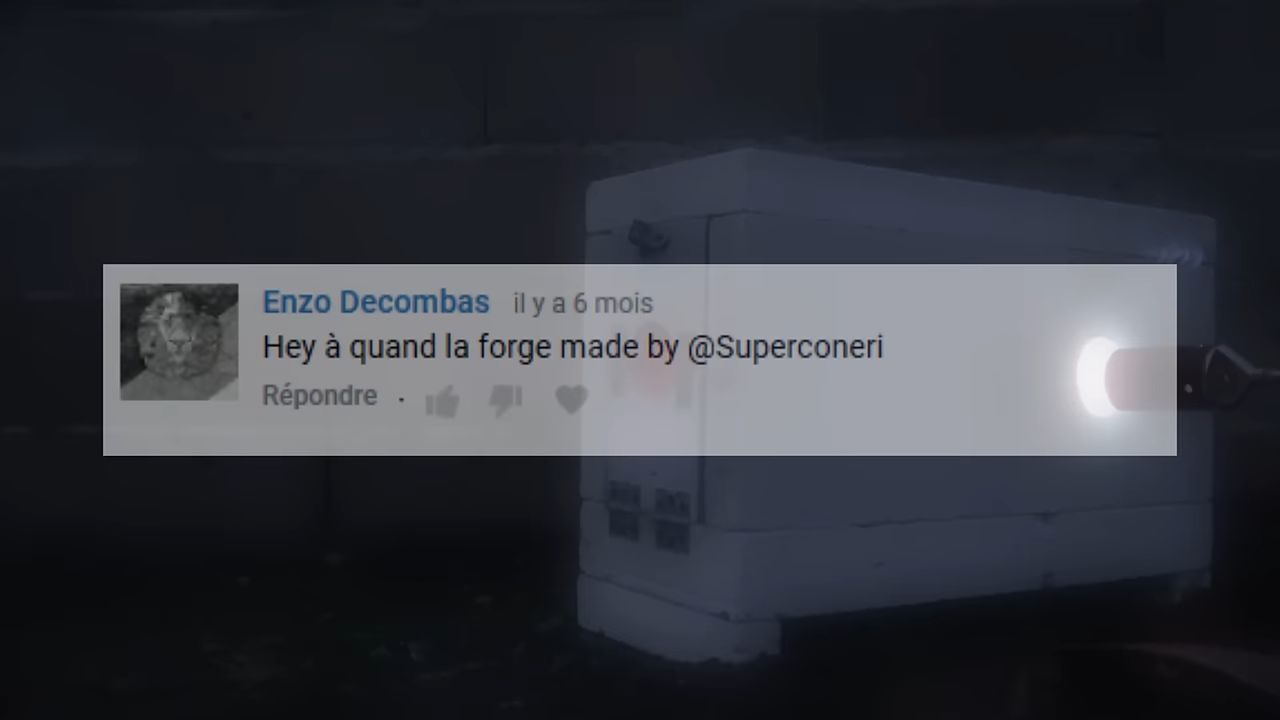 Enzo Decombas il y a 6 mois
Hey à quand la forge made by @Superconeri
Répondre ·